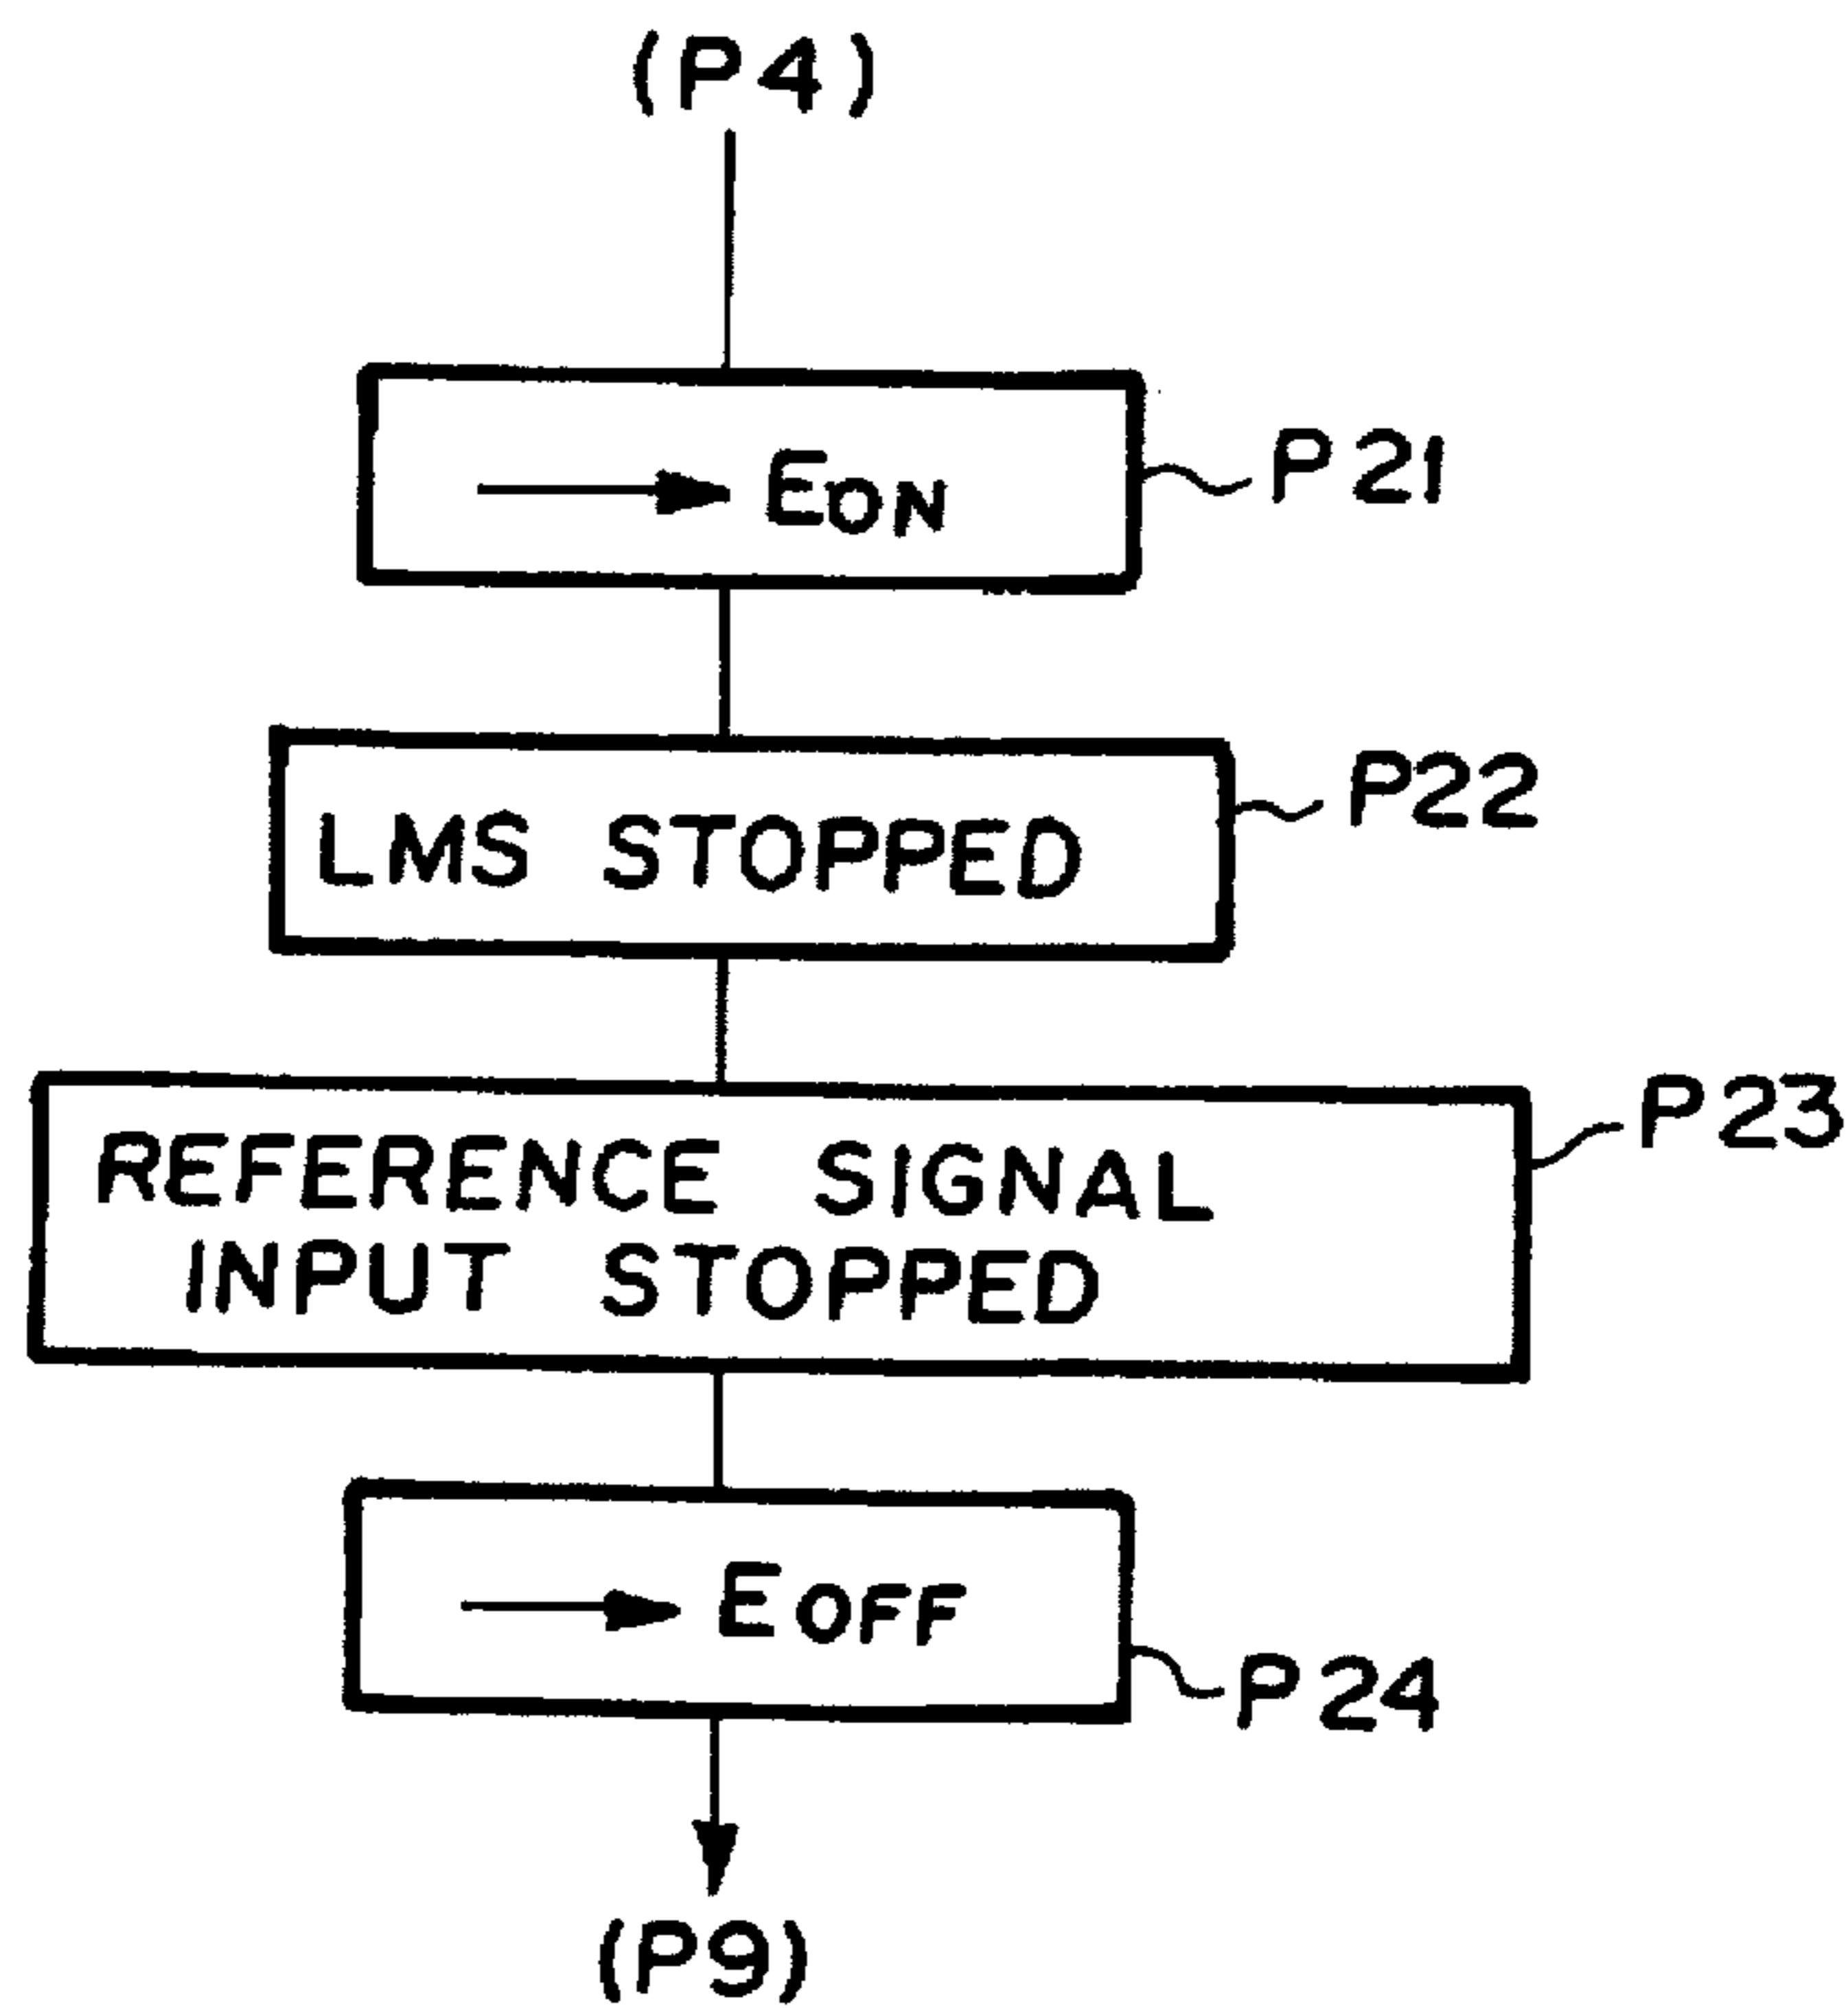 (P4)
EON
P21
LMS STOPPED
P22
REFERENCE SIGNAL
INPUT STOPPED
P23
EOFF
P24
(P9)